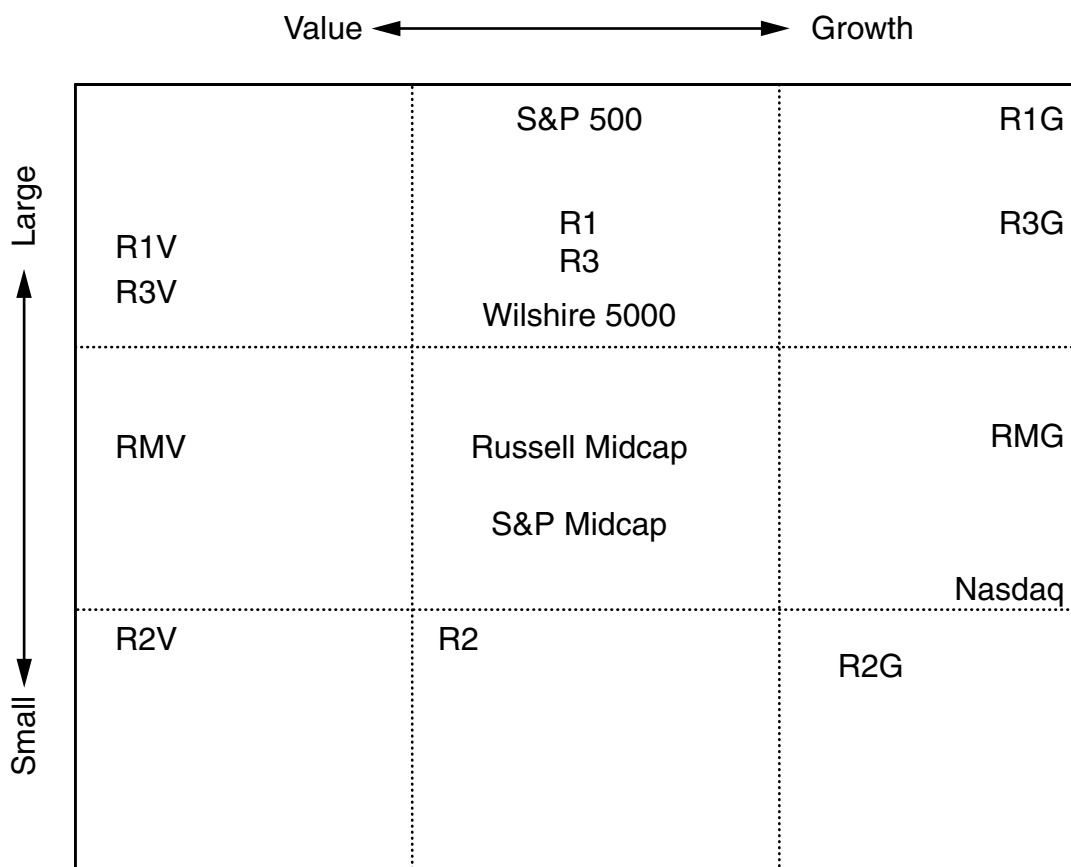 Value Growth
Large
Small
S&P 500 R1G
R1 R3G
R1V
R3
R3V
Wilshire 5000
RMV Russell Midcap RMG
S&P Midcap
Nasdaq
R2V R2
R2G